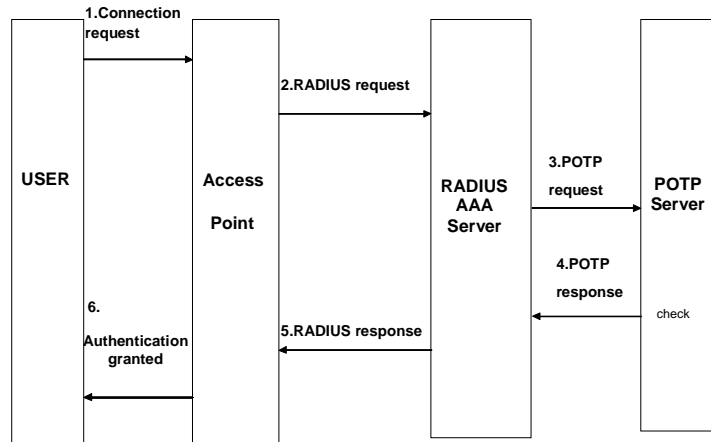 1.Connection
request
2.RADIUS request
USER
Access
Point
RADIUS
AAA
Server
3.POTP
request
POTP
Server
4.POTP
response
check
5.RADIUS response
6.
Authentication
granted